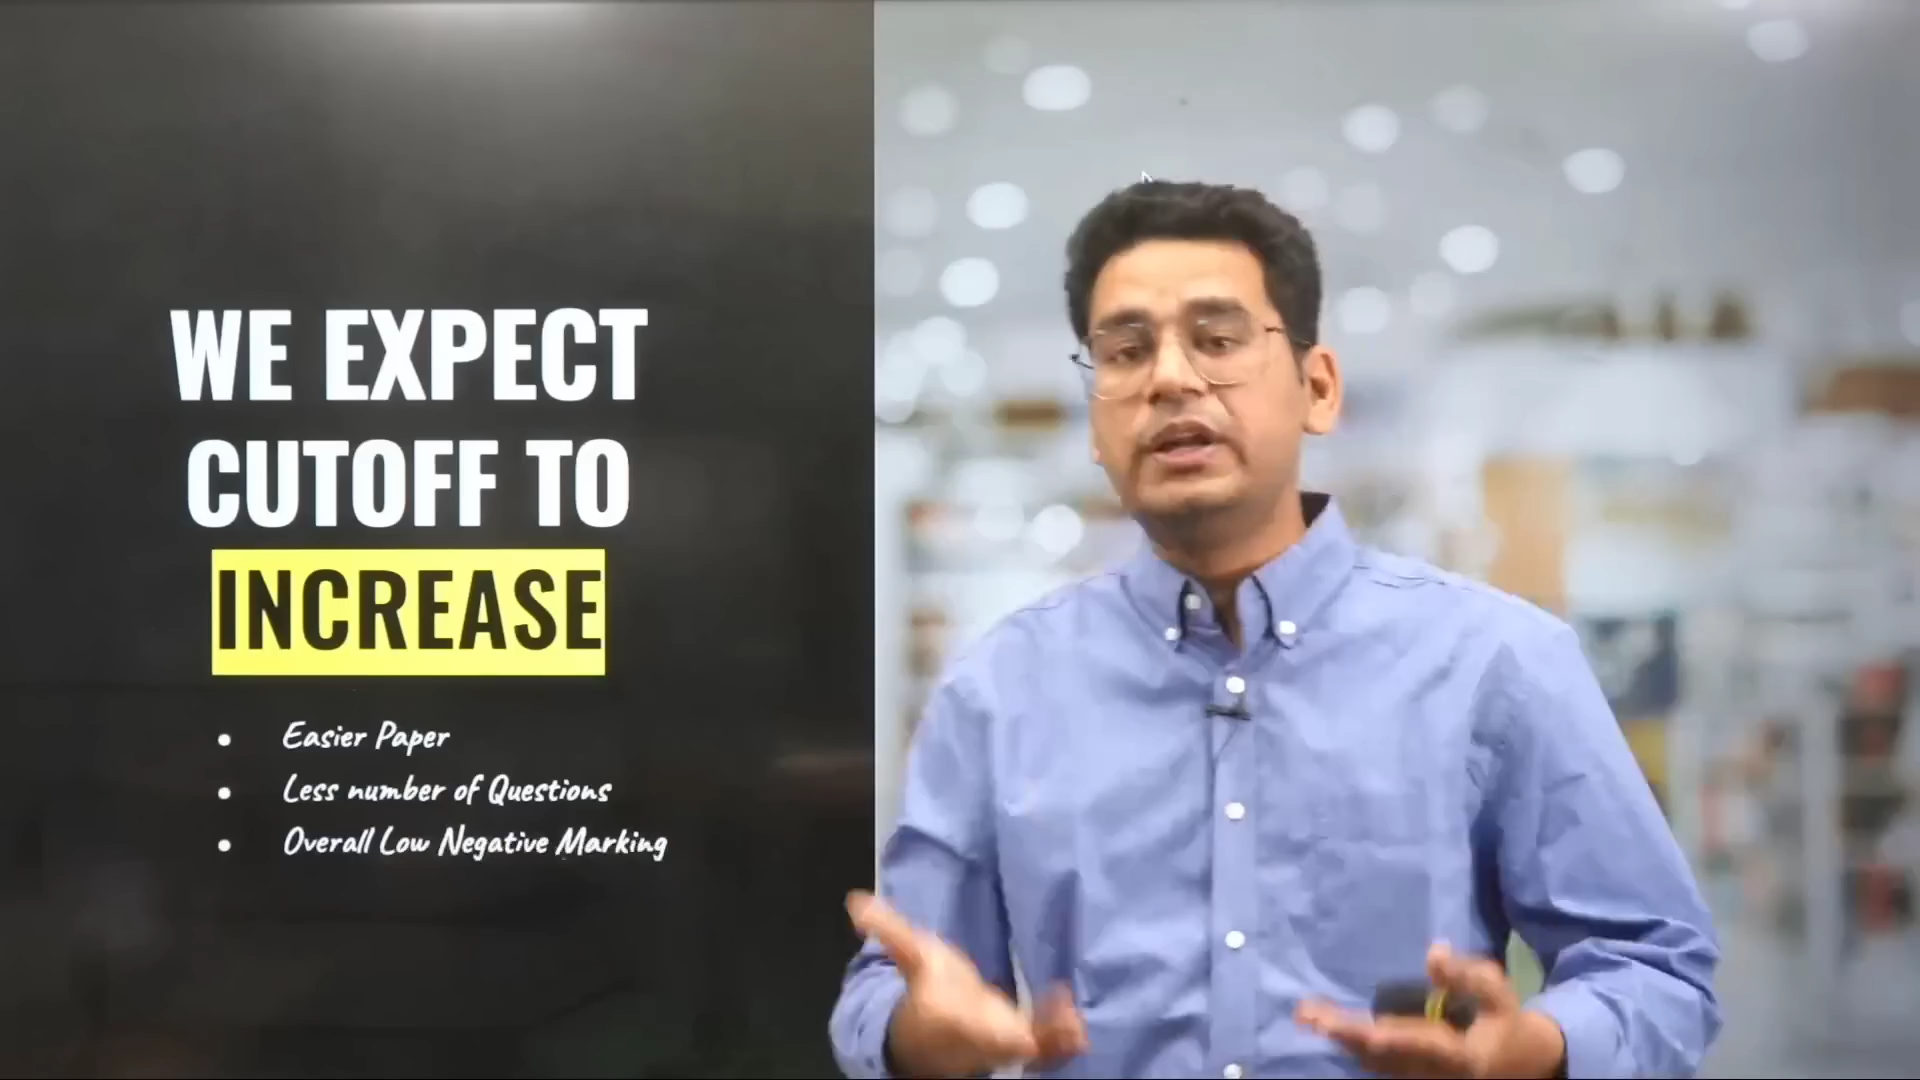 WE EXPECT
CUTOFF TO
INCREASE
• Easier Paper
• Less number of Questions
• Overall Low Negative Marking